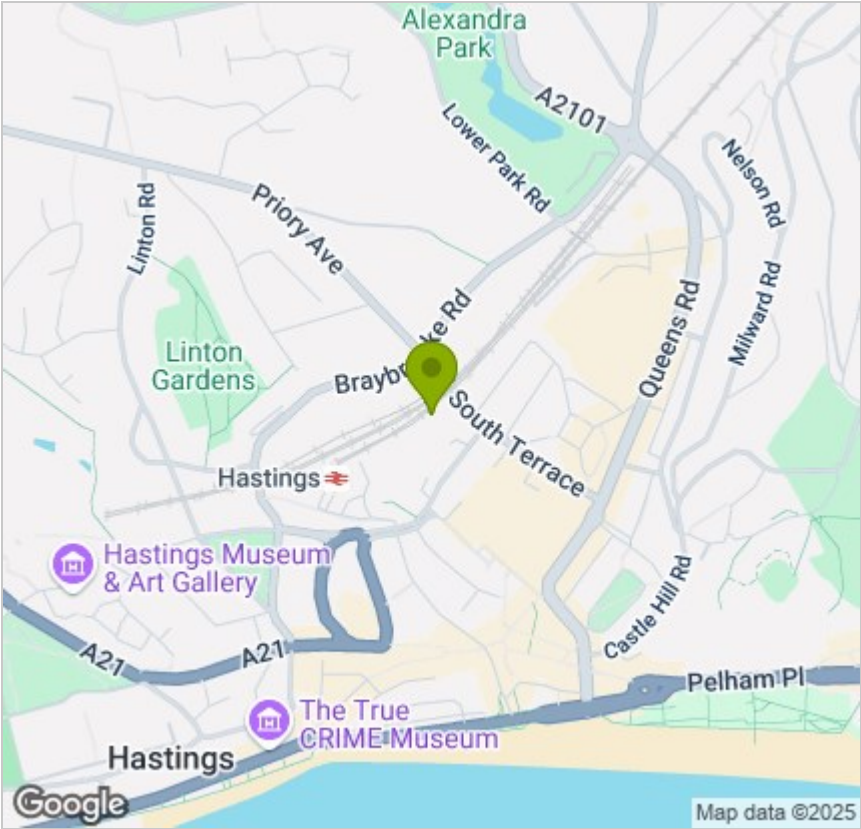 Alexandra
Park
A2101
Lower Park Rd
Nelson Rd
Linton Rd
Priory Ave
Queens Rd
Milward Rd
Linton
Gardens
Braybrooke Rd
South Terrace
Hastings
Hastings Museum
& Art Gallery
Castle Hill Rd
A21
A21
Pelham Pl
The True
CRIME Museum
Hastings
Google
Map data ©2025